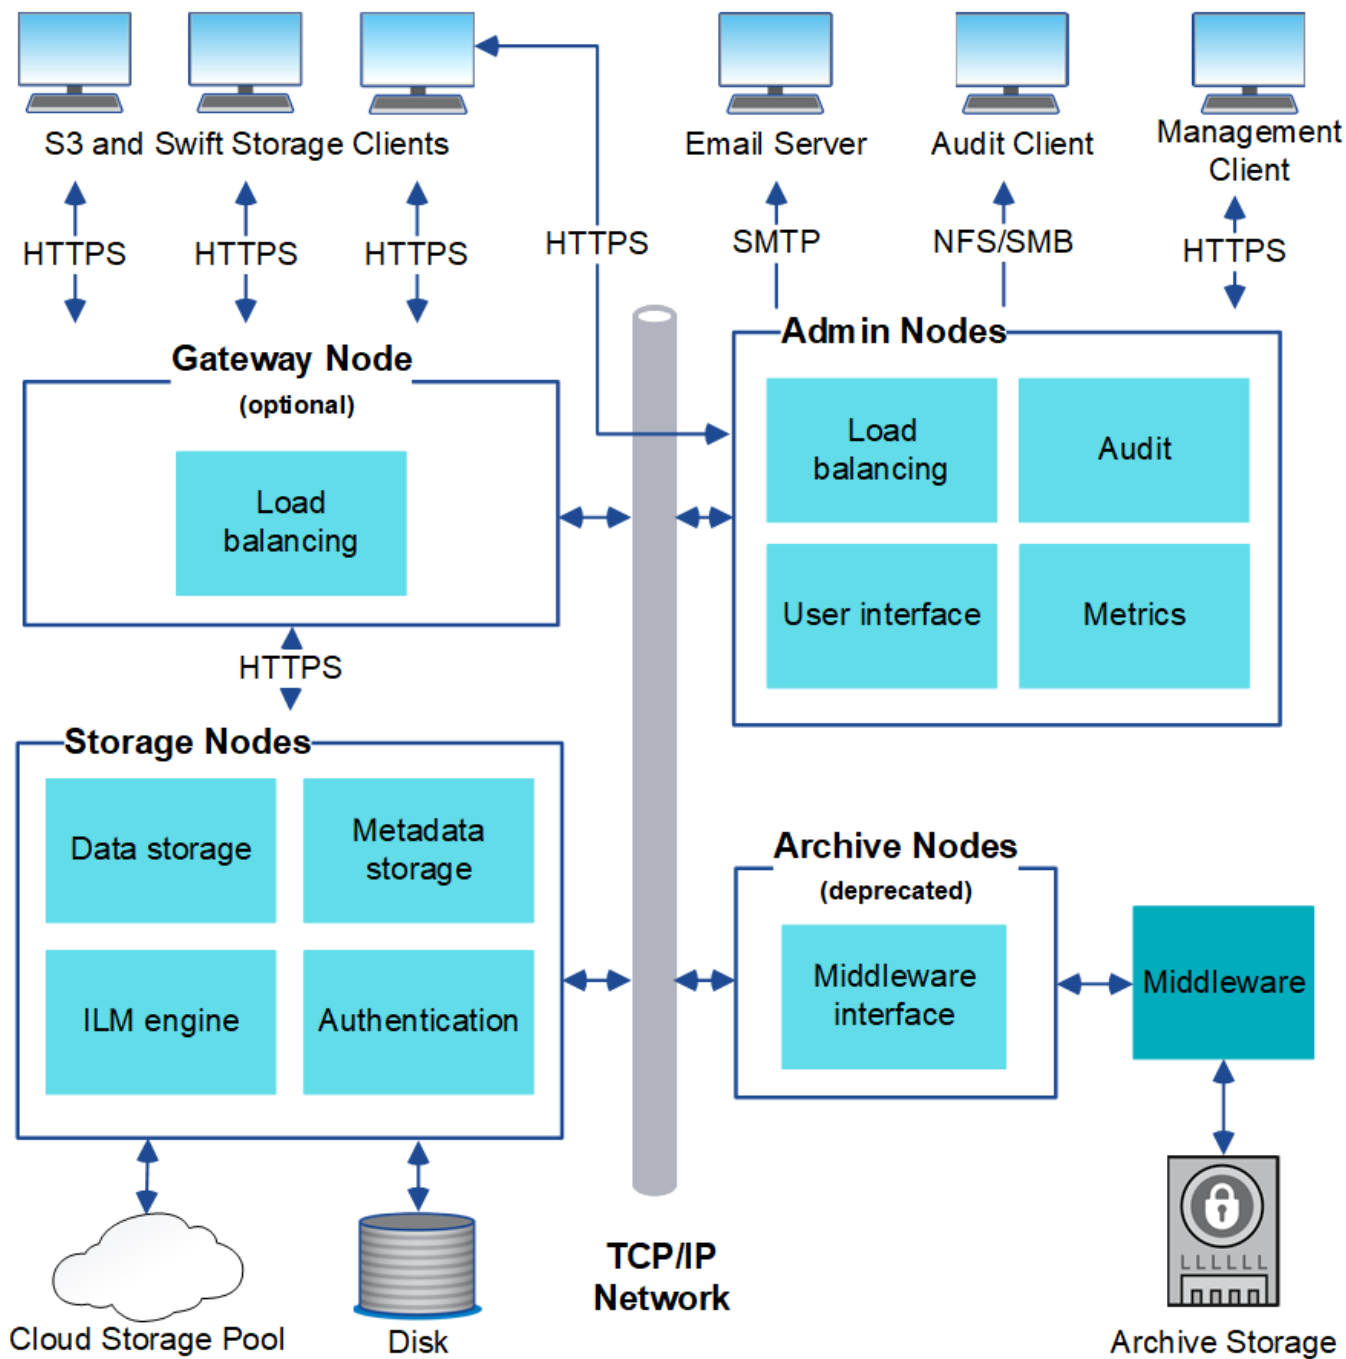 S3 and Swift Storage Clients
Email Server
Audit Client
Management
Client
HTTPS
HTTPS
HTTPS
HTTPS
SMTP
NFS/SMB
HTTPS
Gateway Node
(optional)
Load
balancing
HTTPS
Admin Nodes
Load
balancing
Audit
User interface
Metrics
Storage Nodes
Data storage
Metadata
storage
ILM engine
Authentication
Archive Nodes
(deprecated)
Middleware
interface
Middleware
Cloud Storage Pool
Disk
TCP/IP
Network
LLLLLL
Archive Storage